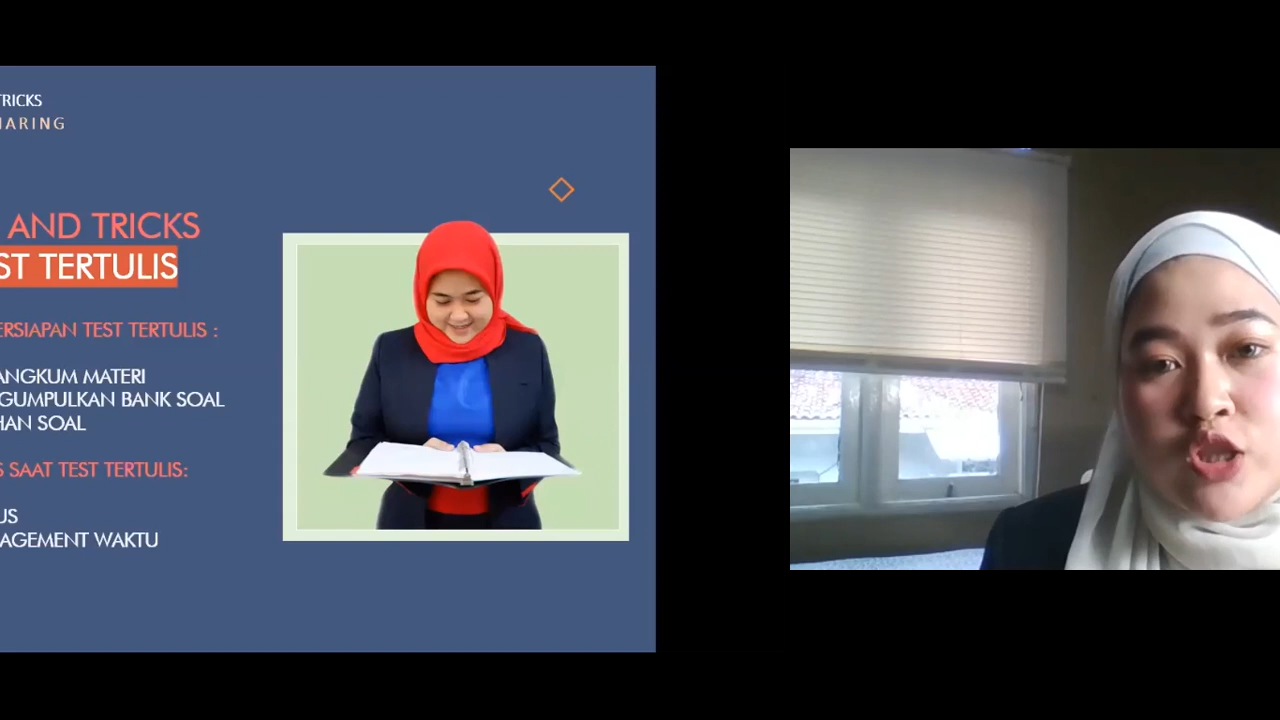 TRICKS
HARING
AND TRICKS
ST TERTULIS
ERSIAPAN TEST TERTULIS :
ANGKUM MATERI
GUMPULKAN BANK SOAL
HAN SOAL
S SAAT TEST TERTULIS:
US
AGEMENT WAKTU